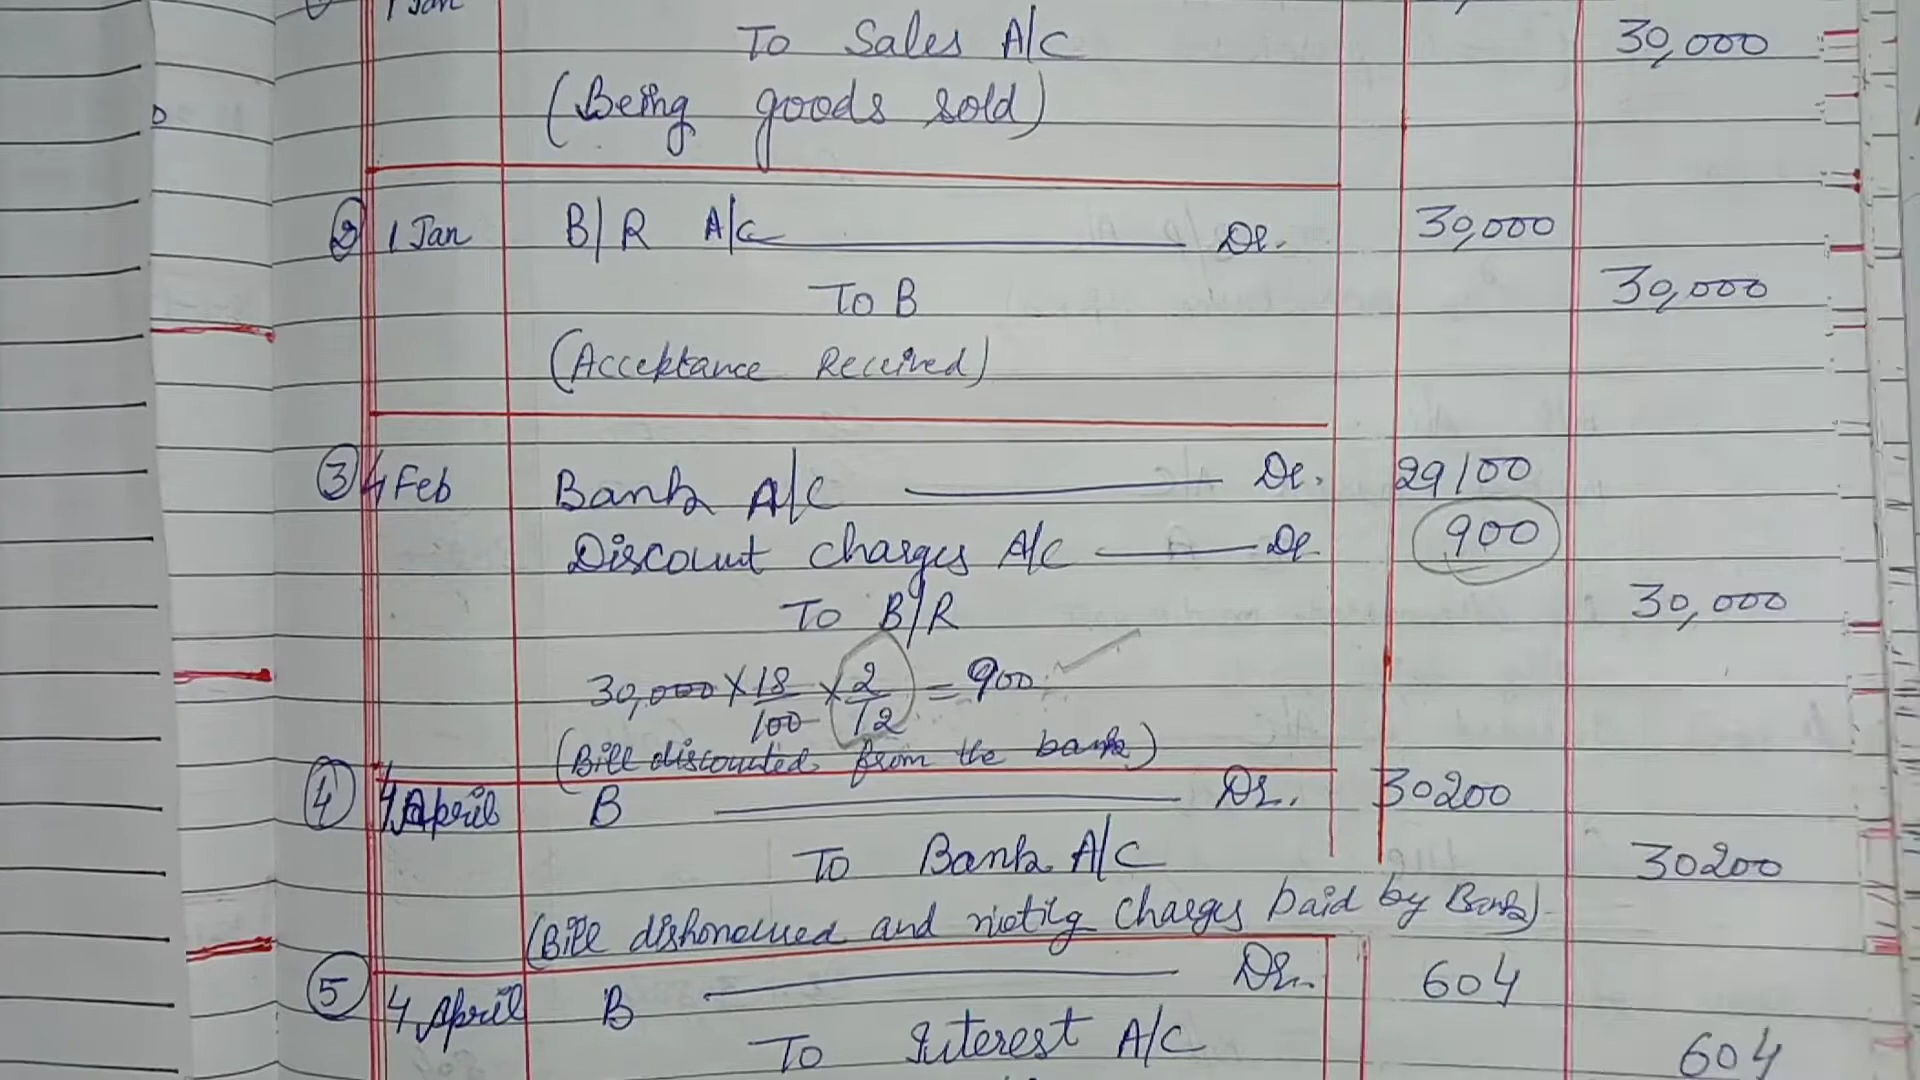 1 Jan
To Sales A/C 30,000
(Being goods sold)
② 1 Jan B/R A/c Dr. 30,000
To B 30,000
(Acceptance Received)
③ 4 Feb Bank A/C Dr. 29100
Discount charges A/C Dr. 900
To B/R 30,000
30,000 × 18/100 × 2/12 = 900
(Bill discounted from the bank)
④ 4 April B Dr. 30200
To Bank A/C 30200
(Bill dishonoured and noting charges paid by Bank)
⑤ 4 April B Dr. 604
To Interest A/C 604